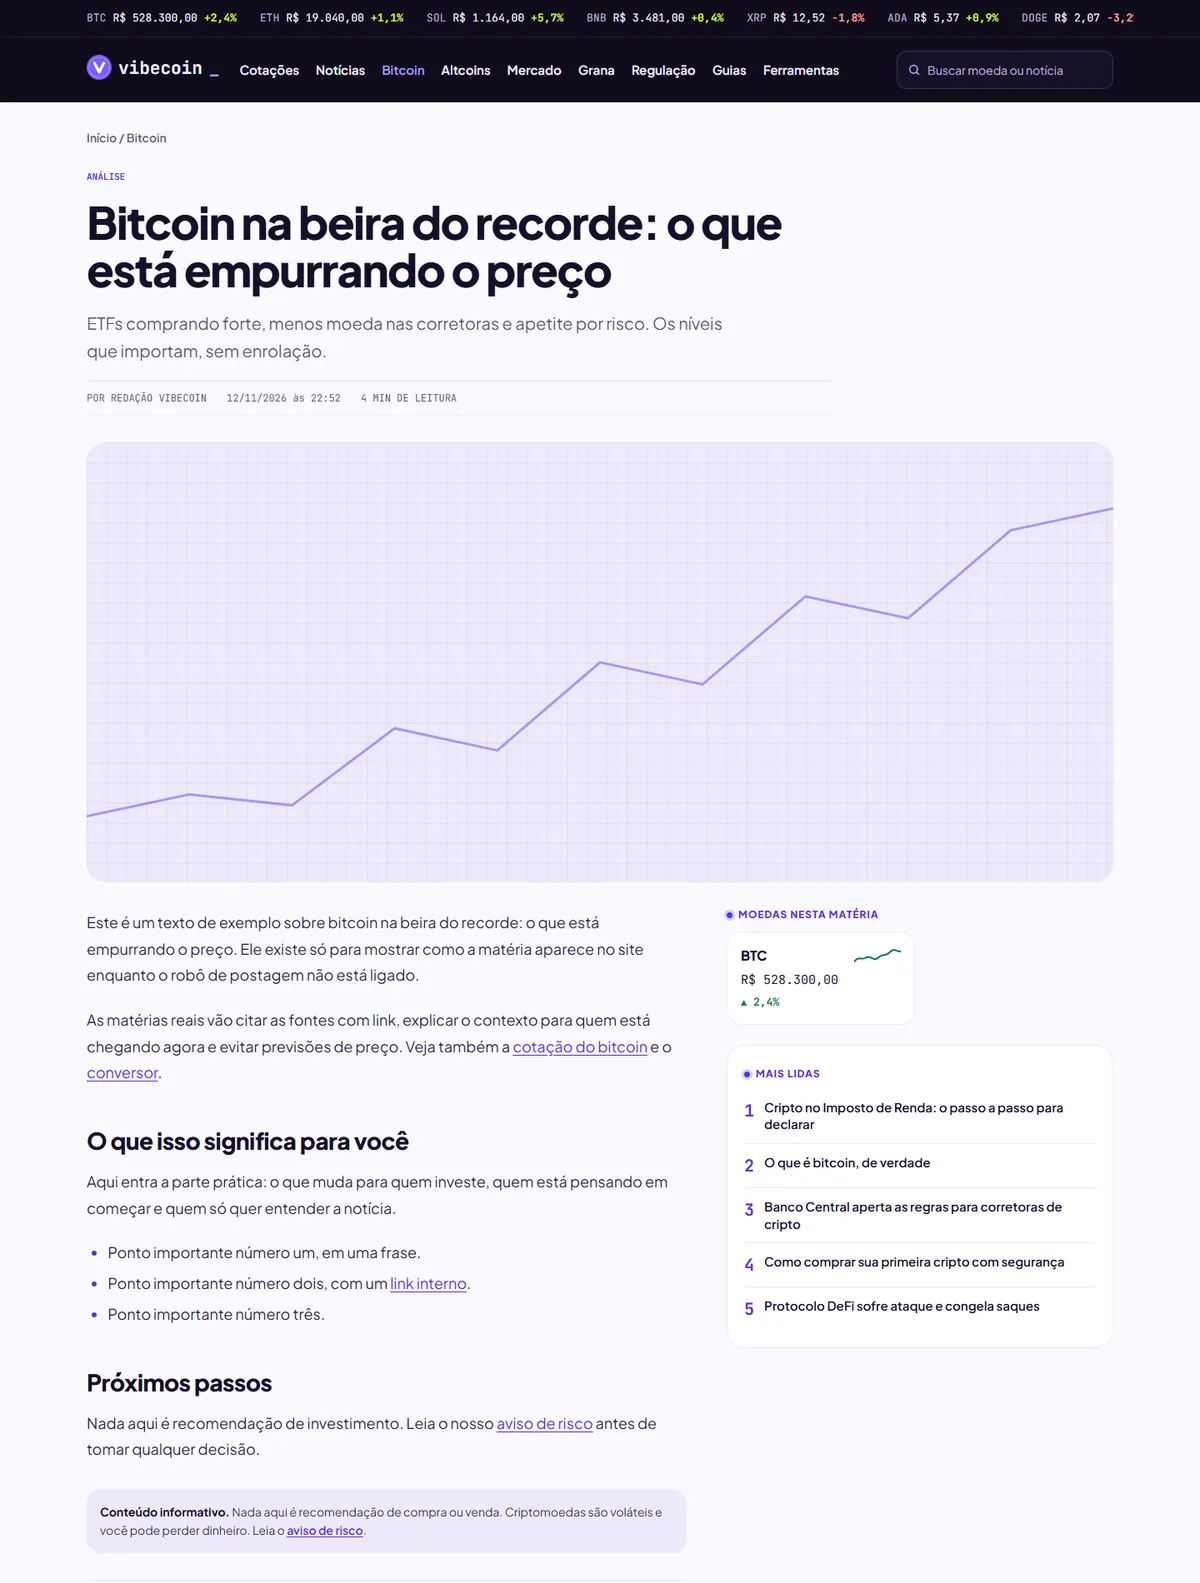 BTC R$ 528.300,00 +2,4% ETH R$ 19.040,00 +1,1% SOL R$ 1.164,00 +5,7% BNB R$ 3.481,00 +0,4% XRP R$ 12,52 -1,8% ADA R$ 5,37 +0,9% DOGE R$ 2,07 -3,2
vibecoin _ Cotações Notícias Bitcoin Altcoins Mercado Grana Regulação Guias Ferramentas Buscar moeda ou notícia
Início / Bitcoin
ANÁLISE
Bitcoin na beira do recorde: o que
está empurrando o preço
ETFs comprando forte, menos moeda nas corretoras e apetite por risco. Os níveis
que importam, sem enrolação.
POR REDAÇÃO VIBECOIN 12/11/2026 às 22:52 4 MIN DE LEITURA
Este é um texto de exemplo sobre bitcoin na beira do recorde: o que está
empurrando o preço. Ele existe só para mostrar como a matéria aparece no site
enquanto o robô de postagem não está ligado.
As matérias reais vão citar as fontes com link, explicar o contexto para quem está
chegando agora e evitar previsões de preço. Veja também a cotação do bitcoin e o
conversor.
O que isso significa para você
Aqui entra a parte prática: o que muda para quem investe, quem está pensando em
começar e quem só quer entender a notícia.
• Ponto importante número um, em uma frase.
• Ponto importante número dois, com um link interno.
• Ponto importante número três.
Próximos passos
Nada aqui é recomendação de investimento. Leia o nosso aviso de risco antes de
tomar qualquer decisão.
Conteúdo informativo. Nada aqui é recomendação de compra ou venda. Criptomoedas são voláteis e
você pode perder dinheiro. Leia o aviso de risco.
MOEDAS NESTA MATÉRIA
BTC
R$ 528.300,00
▲ 2,4%
MAIS LIDAS
1 Cripto no Imposto de Renda: o passo a passo para
declarar
2 O que é bitcoin, de verdade
3 Banco Central aperta as regras para corretoras de
cripto
4 Como comprar sua primeira cripto com segurança
5 Protocolo DeFi sofre ataque e congela saques